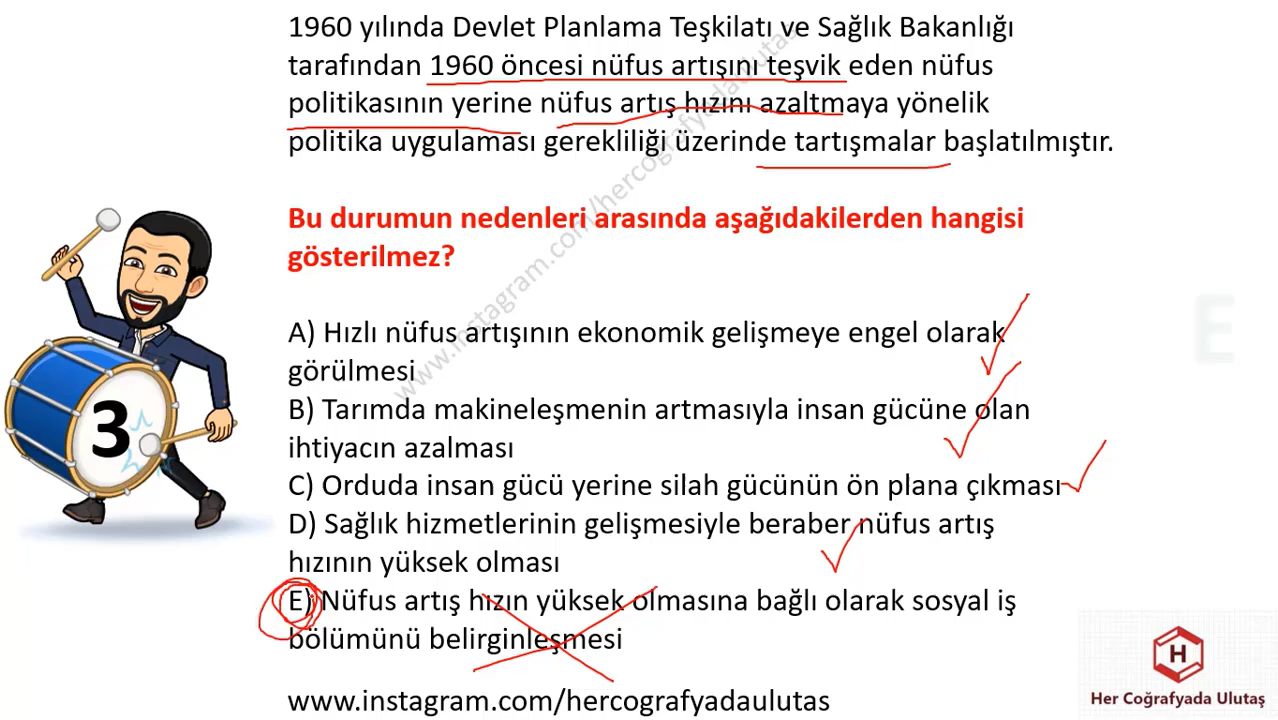 1960 yılında Devlet Planlama Teşkilatı ve Sağlık Bakanlığı
tarafından 1960 öncesi nüfus artışını teşvik eden nüfus
politikasının yerine nüfus artış hızını azaltmaya yönelik
politika uygulaması gerekliliği üzerinde tartışmalar başlatılmıştır.
Bu durumun nedenleri arasında aşağıdakilerden hangisi
gösterilmez?
A) Hızlı nüfus artışının ekonomik gelişmeye engel olarak
görülmesi
B) Tarımda makineleşmenin artmasıyla insan gücüne olan
ihtiyacın azalması
C) Orduda insan gücü yerine silah gücünün ön plana çıkması
D) Sağlık hizmetlerinin gelişmesiyle beraber nüfus artış
hızının yüksek olması
E) Nüfus artış hızın yüksek olmasına bağlı olarak sosyal iş
bölümünü belirginleşmesi
www.instagram.com/hercografyadaulutas
3
E
www.instagram.com/hercografyadaulutas
H
Her Coğrafyada Ulutaş